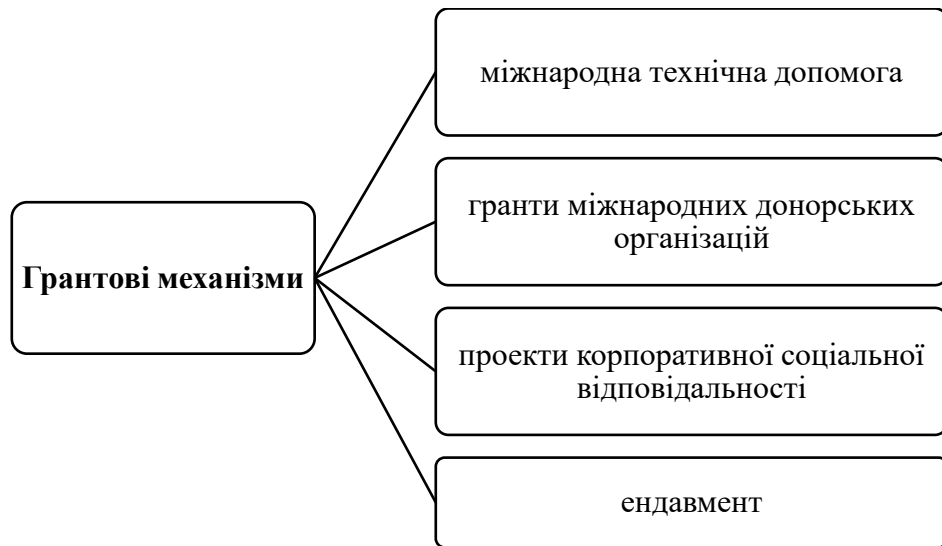 міжнародна технічна допомога
гранти міжнародних донорських
організацій
Грантові механізми
проекти корпоративної соціальної
відповідальності
ендавмент